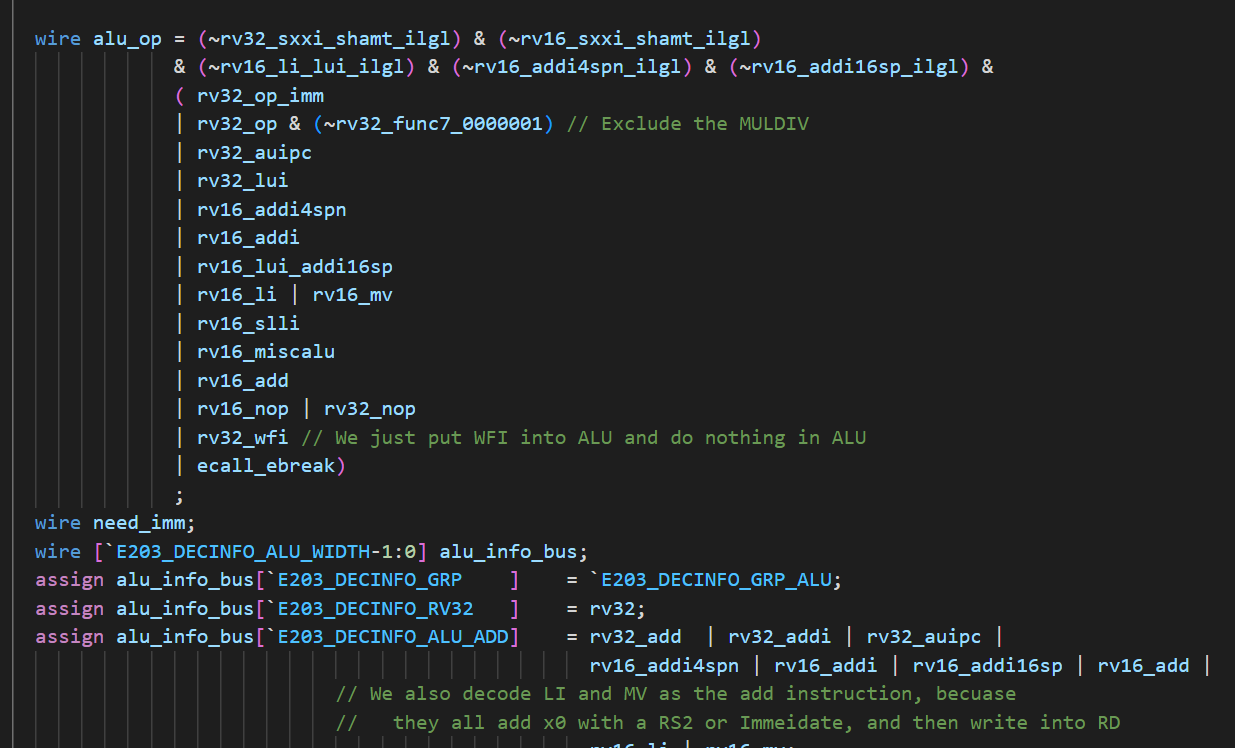 wire alu_op = (~rv32_sxxi_shamt_ilgl) & (~rv16_sxxi_shamt_ilgl)
& (~rv16_li_lui_ilgl) & (~rv16_addi4spn_ilgl) & (~rv16_addi16sp_ilgl) &
( rv32_op_imm
| rv32_op & (~rv32_func7_0000001) // Exclude the MULDIV
| rv32_auipc
| rv32_lui
| rv16_addi4spn
| rv16_addi
| rv16_lui_addi16sp
| rv16_li | rv16_mv
| rv16_slli
| rv16_miscalu
| rv16_add
| rv16_nop | rv32_nop
| rv32_wfi // We just put WFI into ALU and do nothing in ALU
| ecall_ebreak)
;
wire need_imm;
wire [`E203_DECINFO_ALU_WIDTH-1:0] alu_info_bus;
assign alu_info_bus[`E203_DECINFO_GRP    ]    = `E203_DECINFO_GRP_ALU;
assign alu_info_bus[`E203_DECINFO_RV32   ]    = rv32;
assign alu_info_bus[`E203_DECINFO_ALU_ADD]    = rv32_add  | rv32_addi | rv32_auipc |
rv16_addi4spn | rv16_addi | rv16_addi16sp | rv16_add |
// We also decode LI and MV as the add instruction, becuase
//   they all add x0 with a RS2 or Immeidate, and then write into RD
rv16_li | rv16_mv;